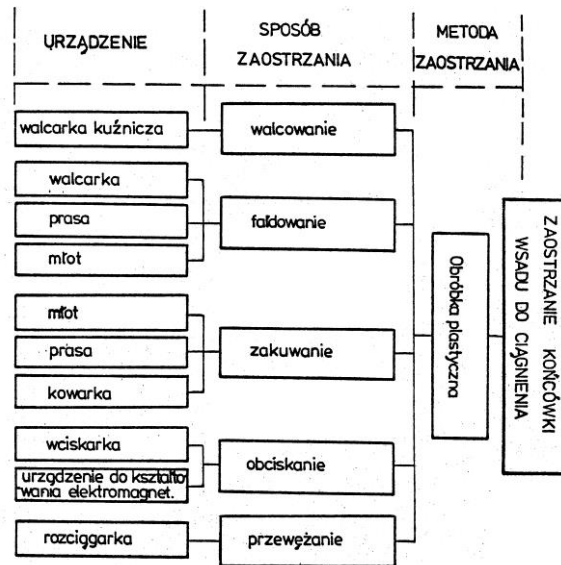 URZĄDZENIE
SPOSÓB
ZAOSTRZANIA
METODA
ZAOSTRZANIA
walcarka kuźnicza
walcowanie
walcarka
prasa
młot
fałdowanie
młot
prasa
kowarka
zakuwanie
wciskarka
urządzenie do kształto
wania elektromagnet.
obciskanie
rozciągarka
przewężanie
Obróbka plastyczna
ZAOSTRZANIE KOŃCÓWKI
WSADU DO CIĄGNIENIA